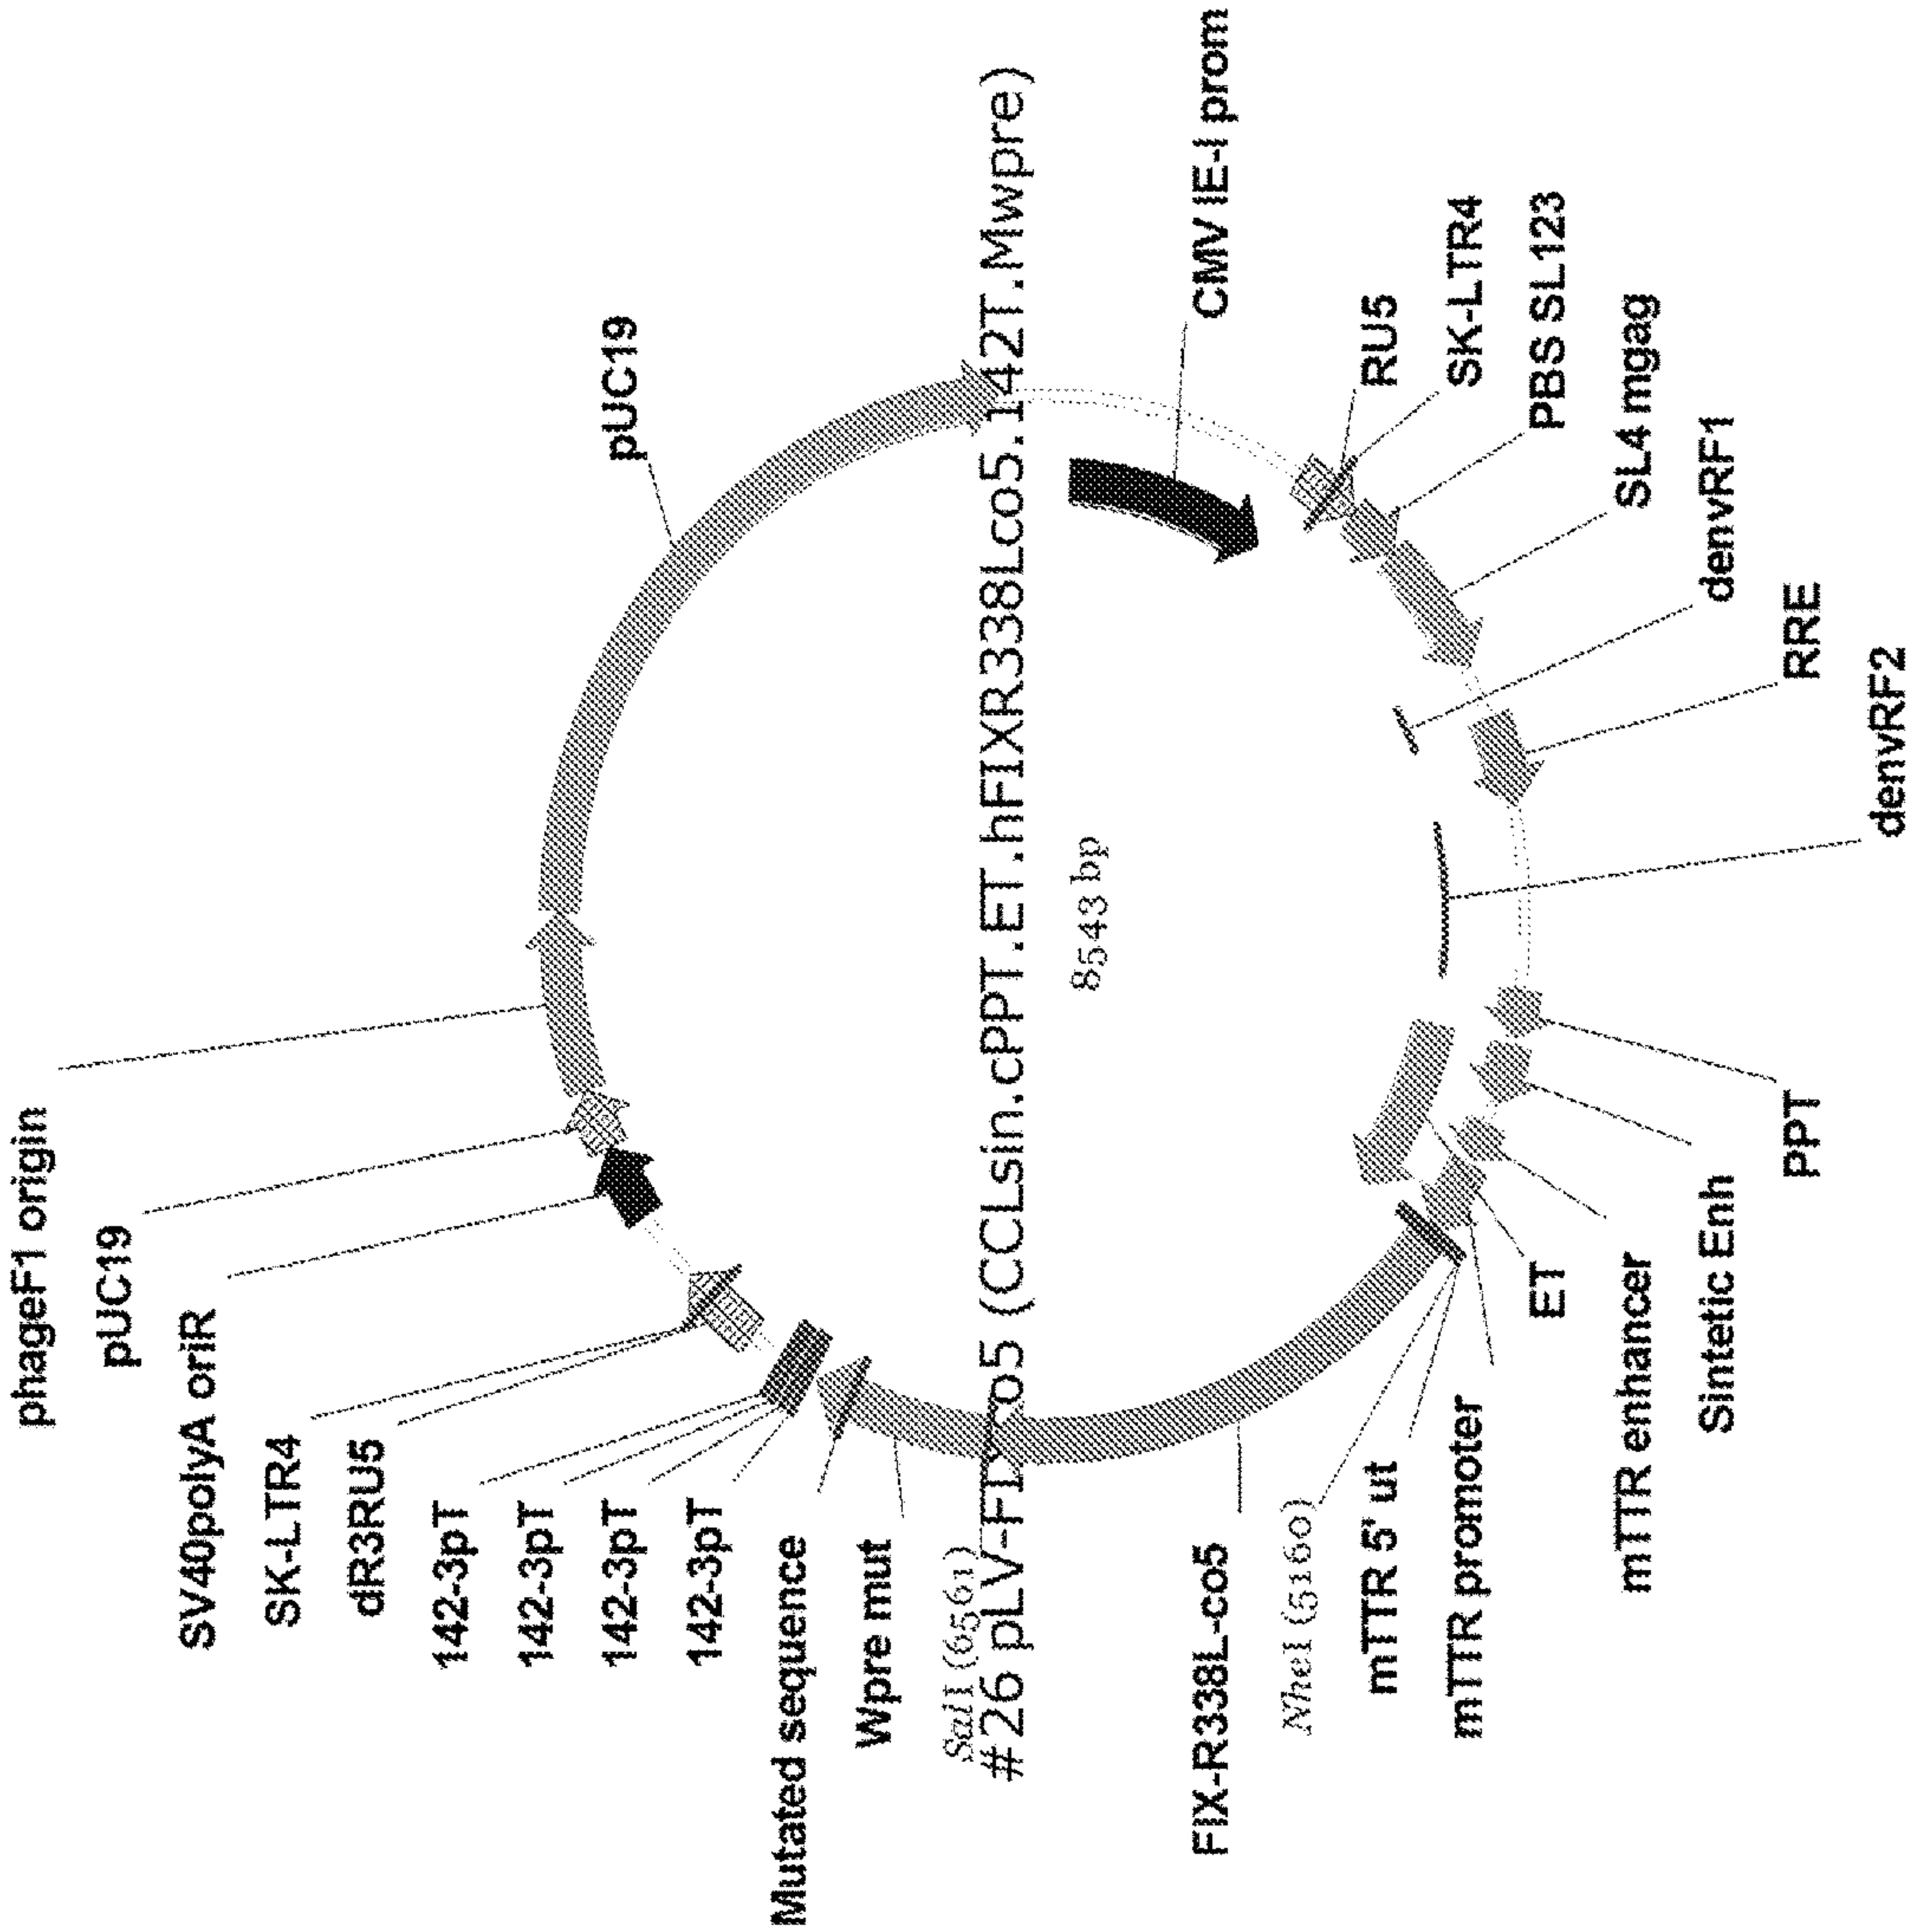 phageF1 origin
pUC19
SV40polyA oriR
SK-LTR4
dR3RU5
142-3pT
142-3pT
142-3pT
142-3pT
Mutated sequence
Wpre mut
SalI (6561)
#26 pLV-FIXco5 (CCLsin.cPPT.ET.hFIXR338Lco5.142T.Mwpre)
8543 bp
FIX-R338L-co5
NheI (5160)
mTTR 5' ut
mTTR promoter
ET
mTTR enhancer
Sintetic Enh
PPT
pUC19
CMV IE-I prom
RU5
SK-LTR4
PBS SL123
SL4 mgag
denvRF1
RRE
denvRF2